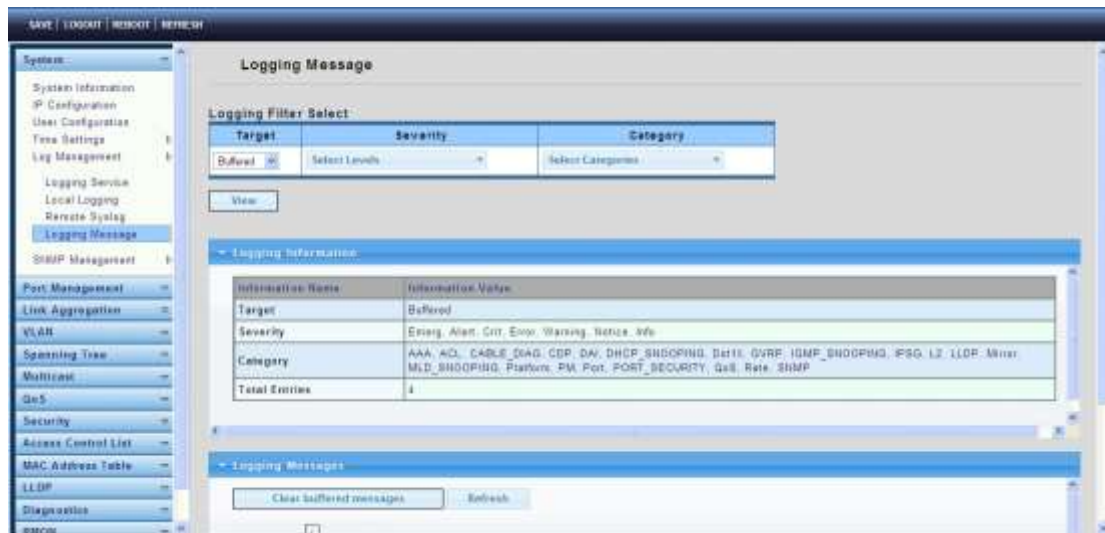 SAVE | LOGOUT | REBOOT | REFRESH
System
System Information
IP Configuration
User Configuration
Time Settings
Log Management
Logging Service
Local Logging
Remote Syslog
Logging Message
SNMP Management
Port Management
Link Aggregation
VLAN
Spanning Tree
Multicast
QoS
Security
Access Control List
MAC Address Table
LLDP
Diagnostics
RMON
Logging Message
Logging Filter Select
Target Severity Category
Buffered Select Levels Select Categories
View
Logging Information
Information Name Information Value
Target Buffered
Severity Emerg, Alert, Crit, Error, Warning, Notice, Info
Category AAA, ACL, CABLE_DIAG, CDP, DAI, DHCP_SNOOPING, Dot1X, GVRP, IGMP_SNOOPING, IPSG, L2, LLDP, Mirror,
MLD_SNOOPING, Platform, PM, Port, PORT_SECURITY, QoS, Rate, SNMP
Total Entries 4
Logging Messages
Clear buffered messages Refresh